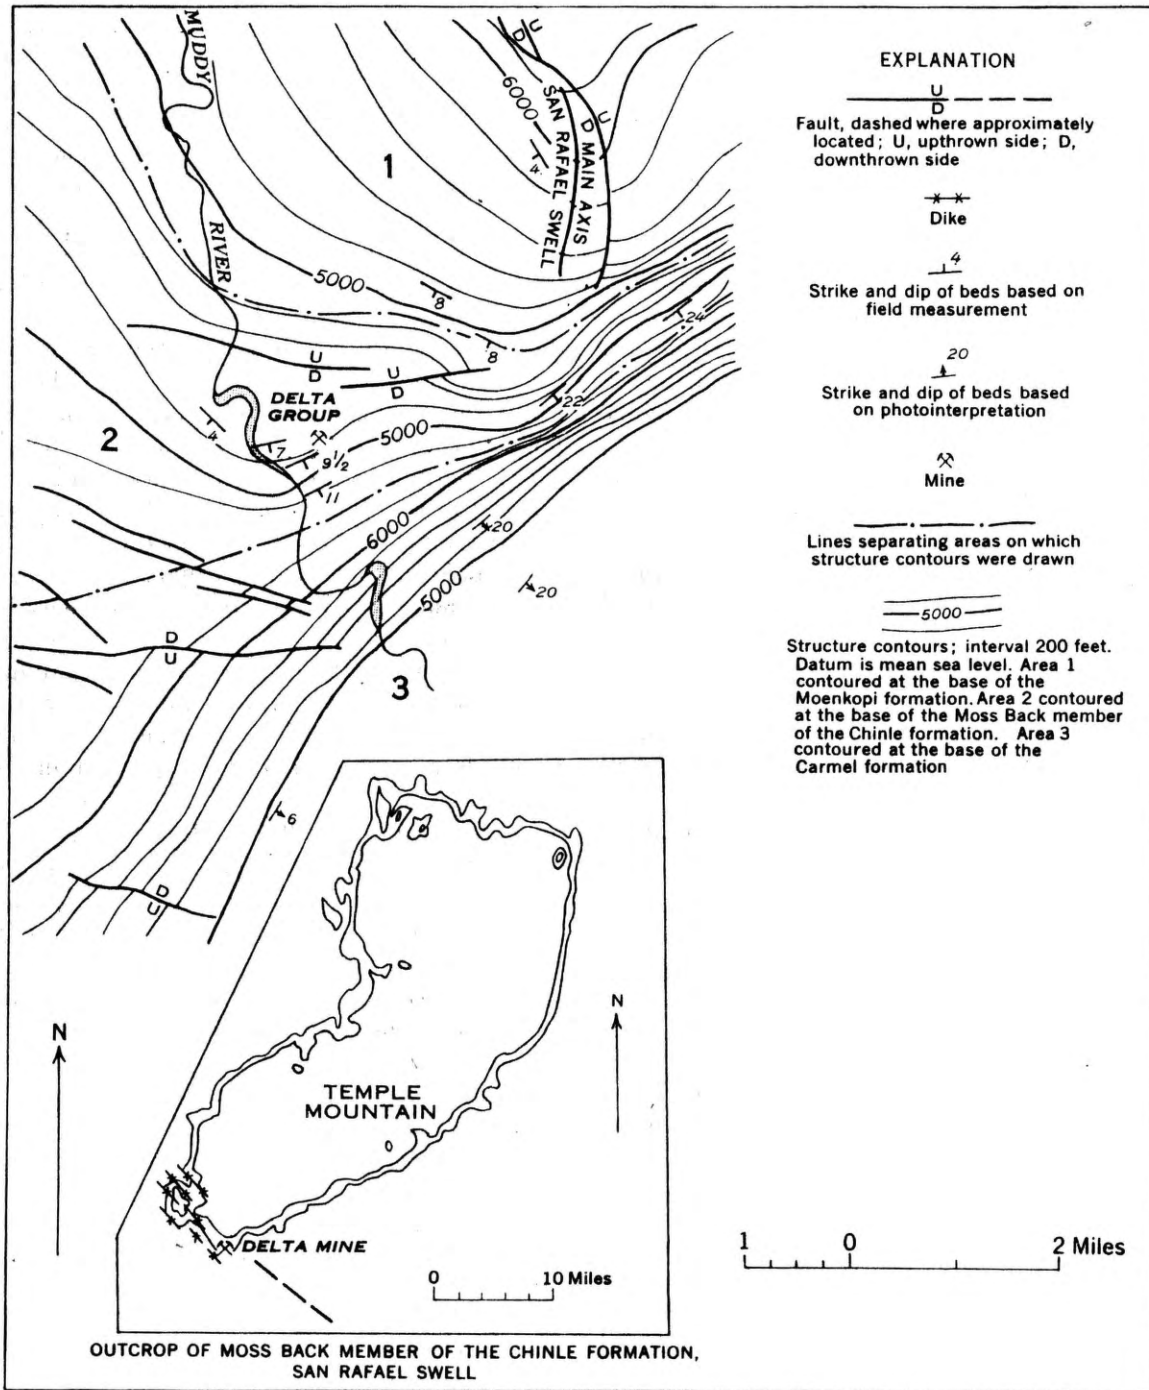 MUDDY
RIVER
1
6000
SAN RAFAEL SWELL
MAIN AXIS
D
U
D
U
4
5000
8
8
24
22
U
D
U
D
DELTA
GROUP
2
4
7
9 1/2
11
5000
6000
20
5000
20
D
U
3
6
D
U
EXPLANATION
U
D
Fault, dashed where approximately
located; U, upthrown side; D,
downthrown side
Dike
4
Strike and dip of beds based on
field measurement
20
Strike and dip of beds based
on photointerpretation
Mine
Lines separating areas on which
structure contours were drawn
5000
Structure contours; interval 200 feet.
Datum is mean sea level. Area 1
contoured at the base of the
Moenkopi formation. Area 2 contoured
at the base of the Moss Back member
of the Chinle formation. Area 3
contoured at the base of the
Carmel formation
N
N
TEMPLE
MOUNTAIN
DELTA MINE
0 10 Miles
1 0 2 Miles
OUTCROP OF MOSS BACK MEMBER OF THE CHINLE FORMATION,
SAN RAFAEL SWELL